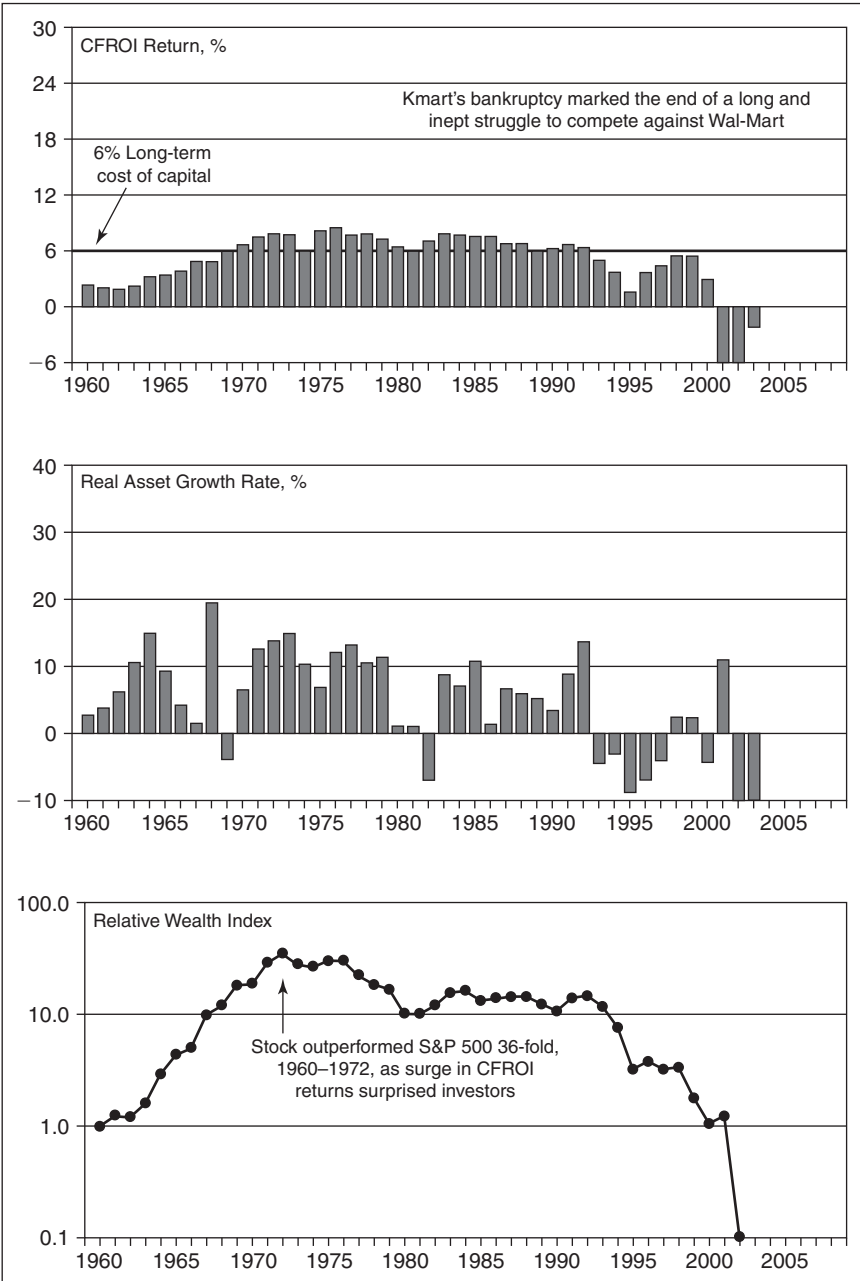 30
CFROI Return, %
24
Kmart's bankruptcy marked the end of a long and
inept struggle to compete against Wal-Mart
18
6% Long-term
cost of capital
12
6
0
−6
1960 1965 1970 1975 1980 1985 1990 1995 2000 2005
40
Real Asset Growth Rate, %
30
20
10
0
−10
1960 1965 1970 1975 1980 1985 1990 1995 2000 2005
100.0
Relative Wealth Index
10.0
Stock outperformed S&P 500 36-fold,
1960–1972, as surge in CFROI
returns surprised investors
1.0
0.1
1960 1965 1970 1975 1980 1985 1990 1995 2000 2005